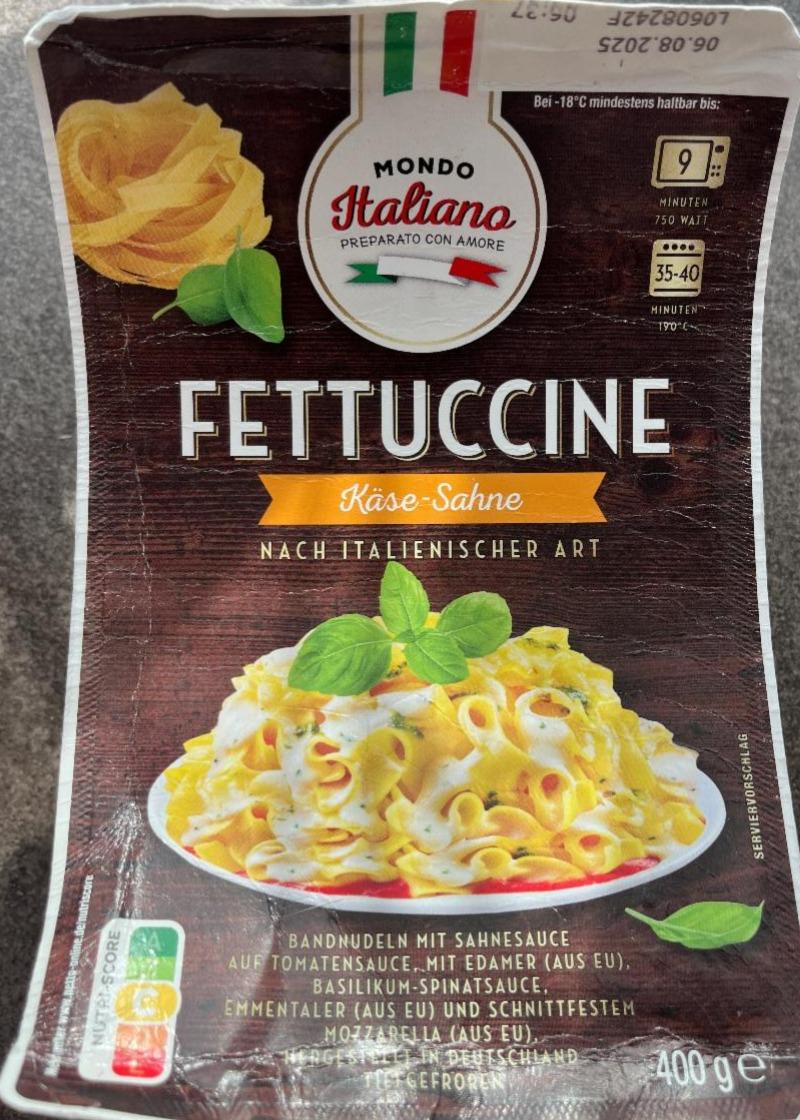 L0608242F 05:37
06.08.2025
Bei -18°C mindestens haltbar bis:
MONDO
Italiano
PREPARATO CON AMORE
9
MINUTEN
750 WATT
35-40
MINUTEN
190°C
FETTUCCINE
Käse-Sahne
NACH ITALIENISCHER ART
SERVIERVORSCHLAG
NUTRI-SCORE
BANDNUDELN MIT SAHNESAUCE
AUF TOMATENSAUCE, MIT EDAMER (AUS EU),
BASILIKUM-SPINATSAUCE,
EMMENTALER (AUS EU) UND SCHNITTFESTEM
MOZZARELLA (AUS EU),
HERGESTELLT IN DEUTSCHLAND
TIEFGEFROREN
400 g e